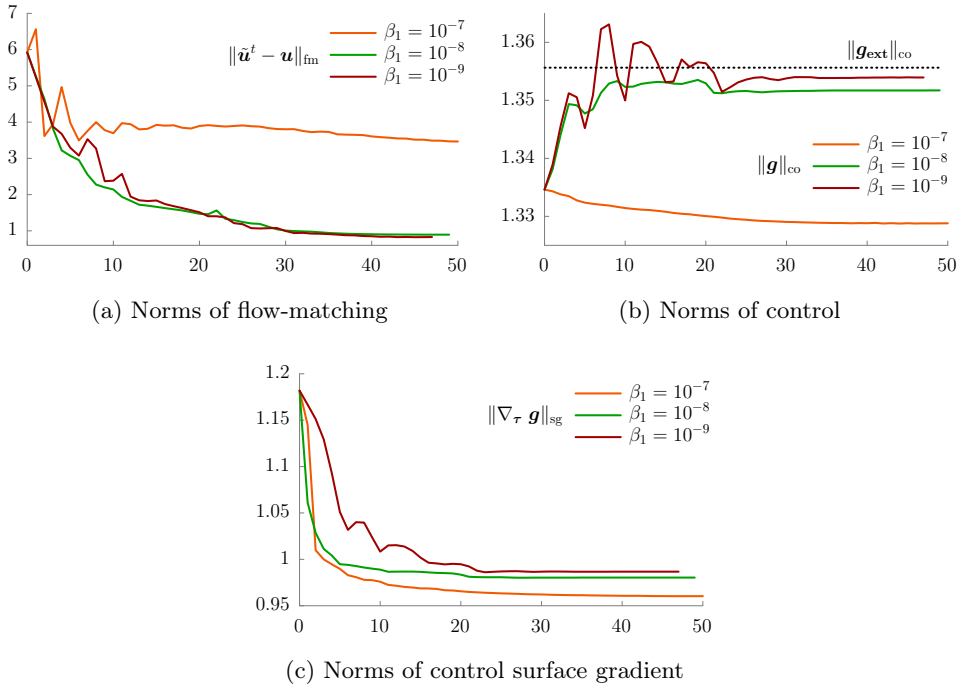 7
6
5
4
3
2
1
0 10 20 30 40 50
‖ũᵗ − u‖fm
β₁ = 10⁻⁷
β₁ = 10⁻⁸
β₁ = 10⁻⁹
(a) Norms of flow-matching
1.36
1.35
1.34
1.33
0 10 20 30 40 50
‖gext‖co
‖g‖co
β₁ = 10⁻⁷
β₁ = 10⁻⁸
β₁ = 10⁻⁹
(b) Norms of control
1.2
1.15
1.1
1.05
1
0.95
0 10 20 30 40 50
‖∇τ g‖sg
β₁ = 10⁻⁷
β₁ = 10⁻⁸
β₁ = 10⁻⁹
(c) Norms of control surface gradient